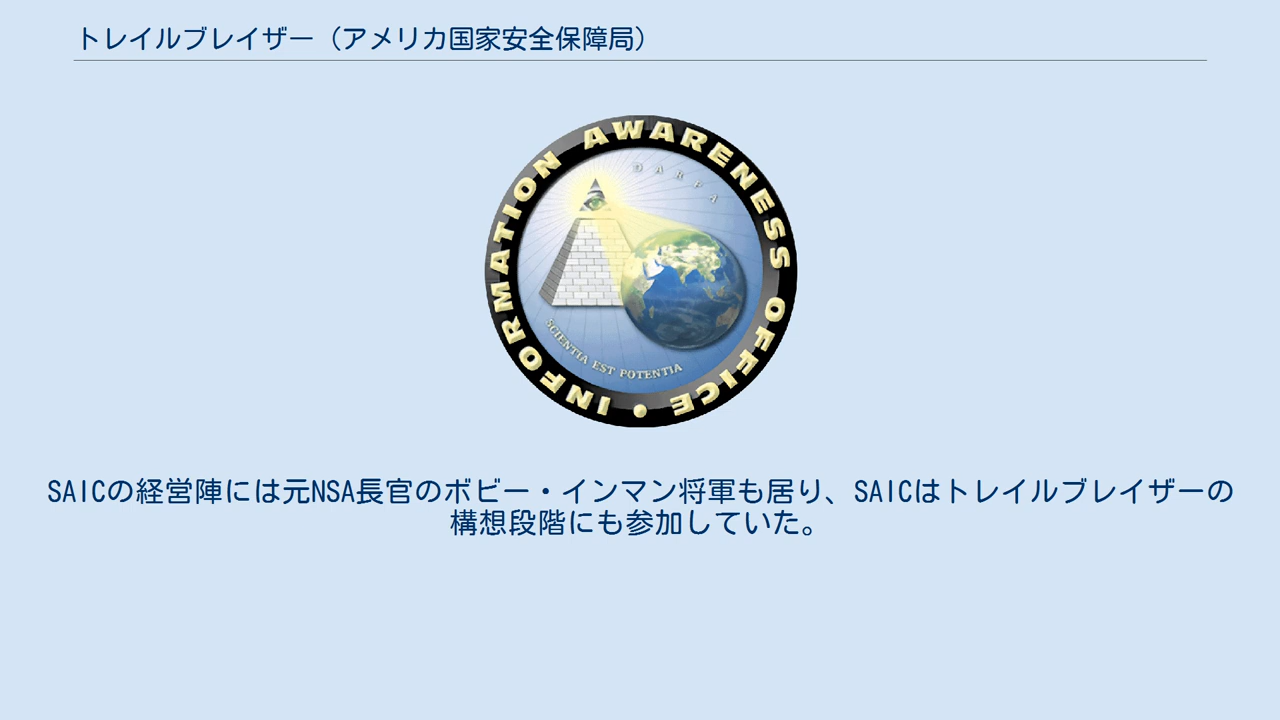 トレイルブレイザー（アメリカ国家安全保障局）
INFORMATION AWARENESS OFFICE •
DARPA
SCIENTIA EST POTENTIA
SAICの経営陣には元NSA長官のボビー・インマン将軍も居り、SAICはトレイルブレイザーの
構想段階にも参加していた。